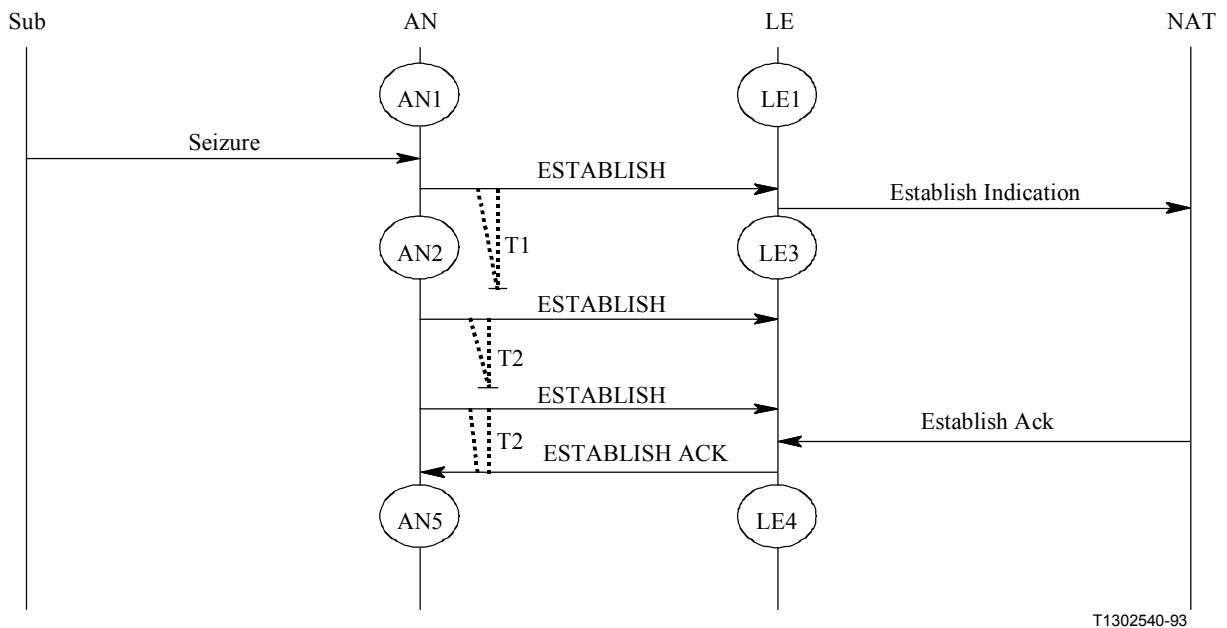 Sub AN LE NAT
AN1 LE1
Seizure
ESTABLISH
Establish Indication
AN2 T1 LE3
ESTABLISH
T2
ESTABLISH
Establish Ack
T2
ESTABLISH ACK
AN5 LE4
T1302540-93